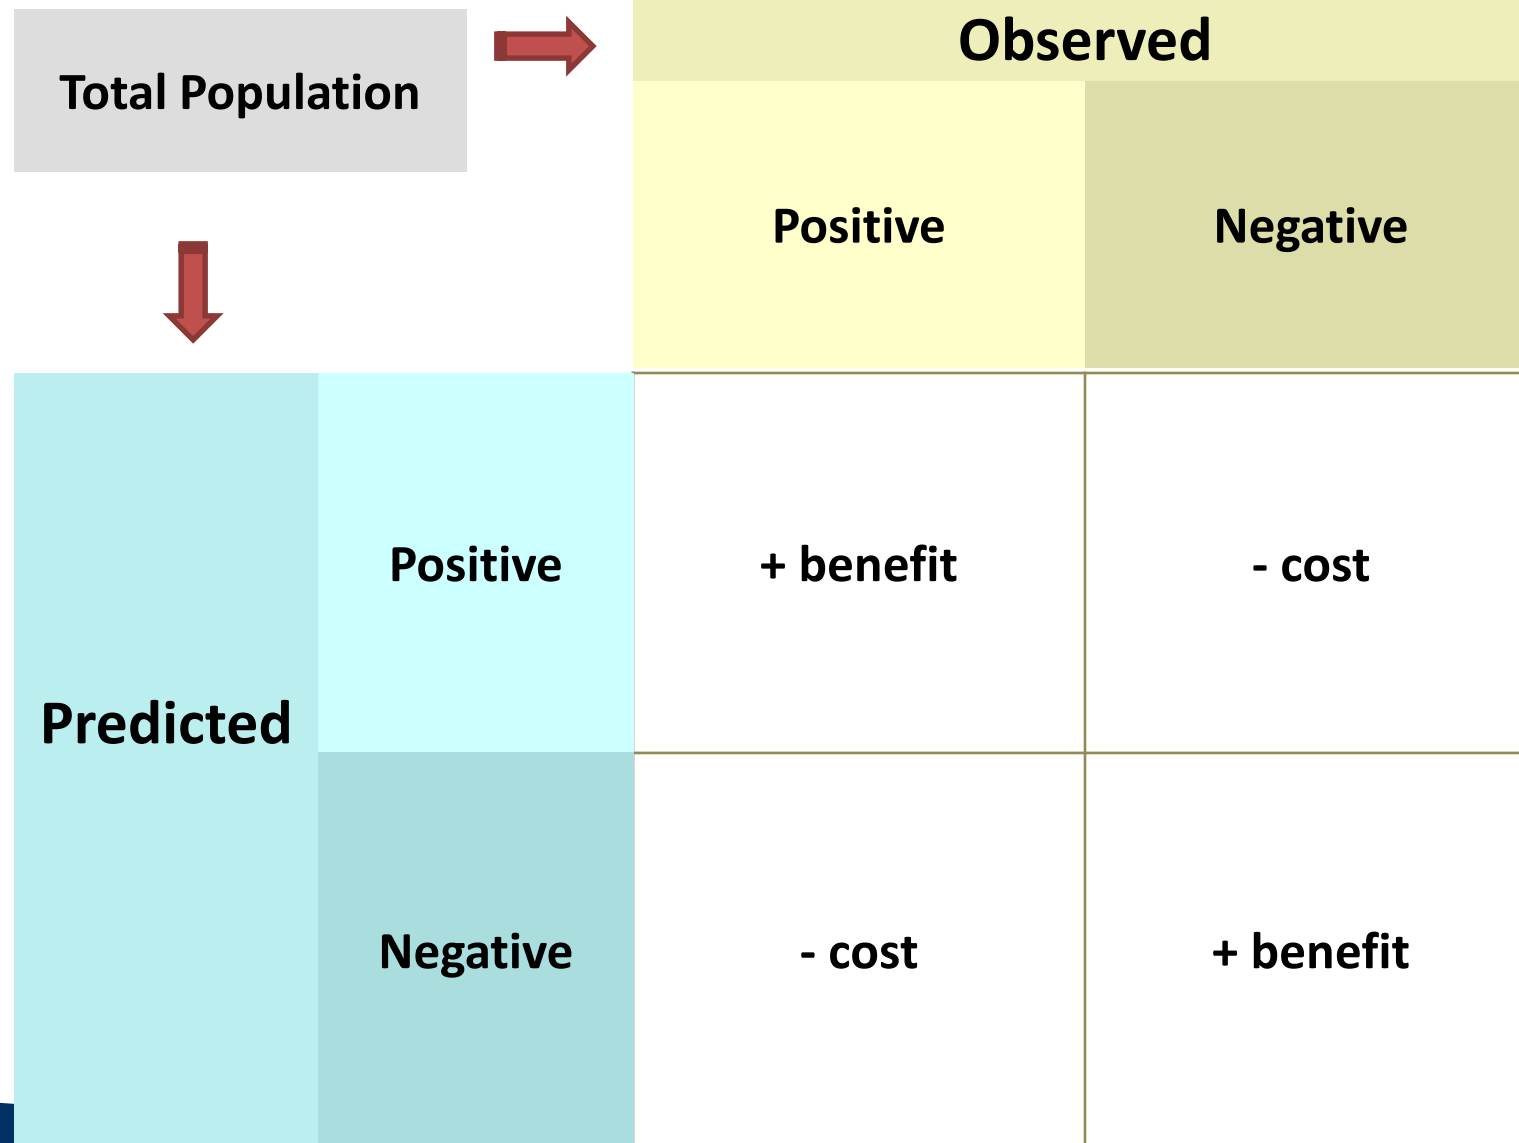 Total Population
Observed
Positive
Negative
Predicted
Positive
+ benefit
- cost
Negative
- cost
+ benefit